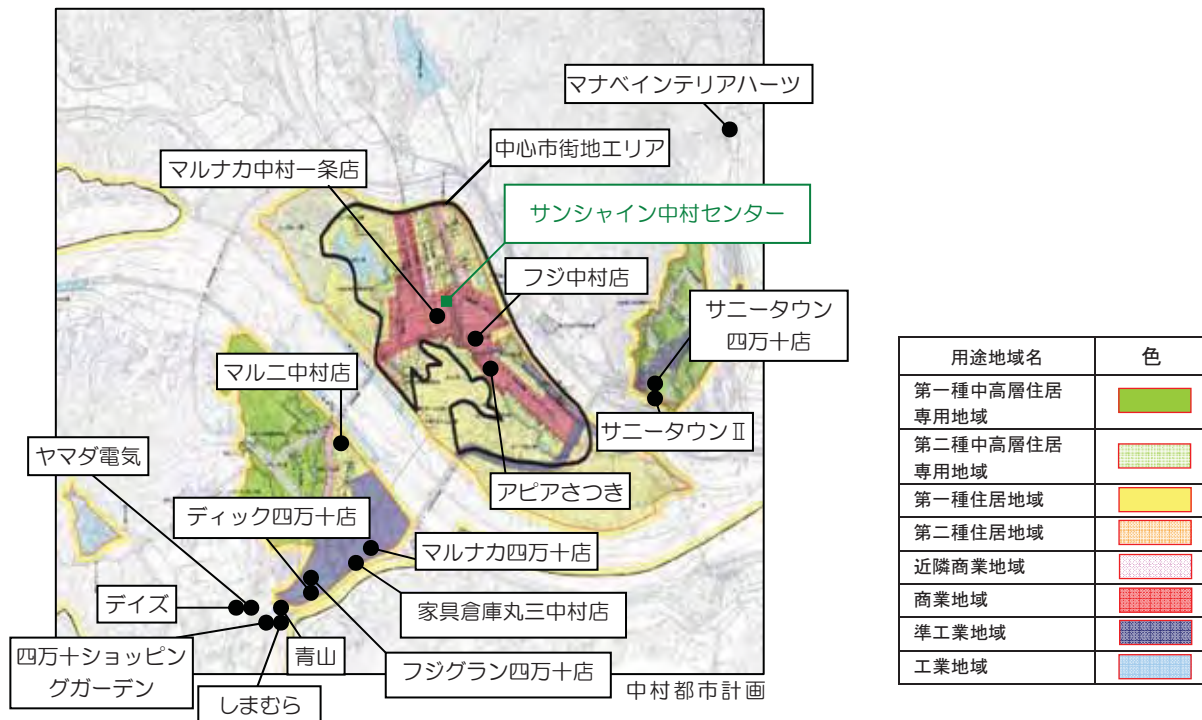 マナベインテリアハーツ
中心市街地エリア
マルナカ中村一条店
サンシャイン中村センター
フジ中村店
サニータウン
四万十店
マルニ中村店
サニータウンⅡ
ヤマダ電気
アピアさつき
ディック四万十店
マルナカ四万十店
デイズ
家具倉庫丸三中村店
四万十ショッピン
グガーデン
青山
フジグラン四万十店
しまむら
中村都市計画
用途地域名 色
第一種中高層住居
専用地域
第二種中高層住居
専用地域
第一種住居地域
第二種住居地域
近隣商業地域
商業地域
準工業地域
工業地域